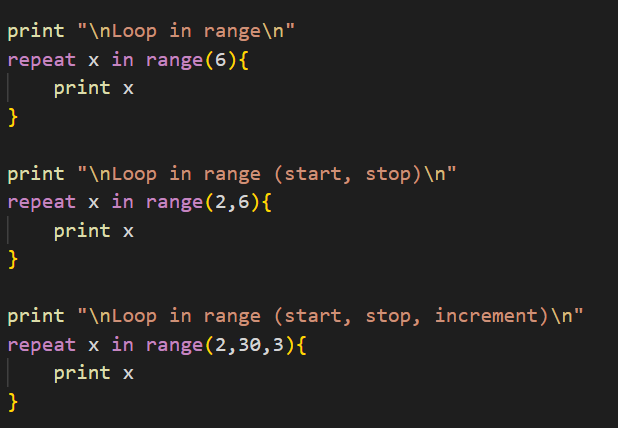 print "\nLoop in range\n"
repeat x in range(6){
    print x
}
print "\nLoop in range (start, stop)\n"
repeat x in range(2,6){
    print x
}
print "\nLoop in range (start, stop, increment)\n"
repeat x in range(2,30,3){
    print x
}